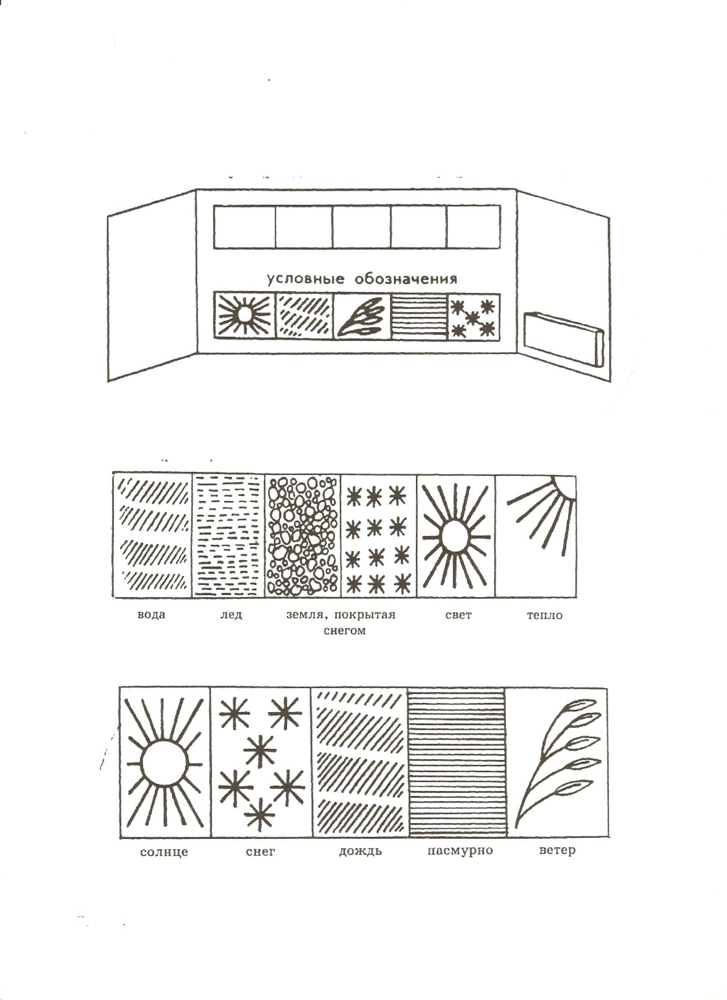 условные обозначения
вода лед земля, покрытая свет тепло
снегом
солнце снег дождь пасмурно ветер